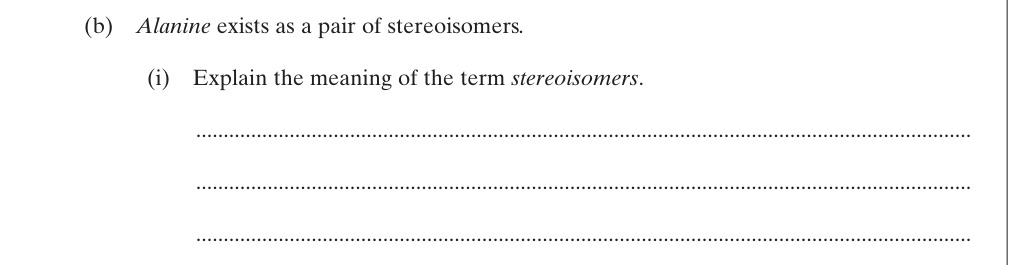 (b) Alanine exists as a pair of stereoisomers.
(i) Explain the meaning of the term stereoisomers.